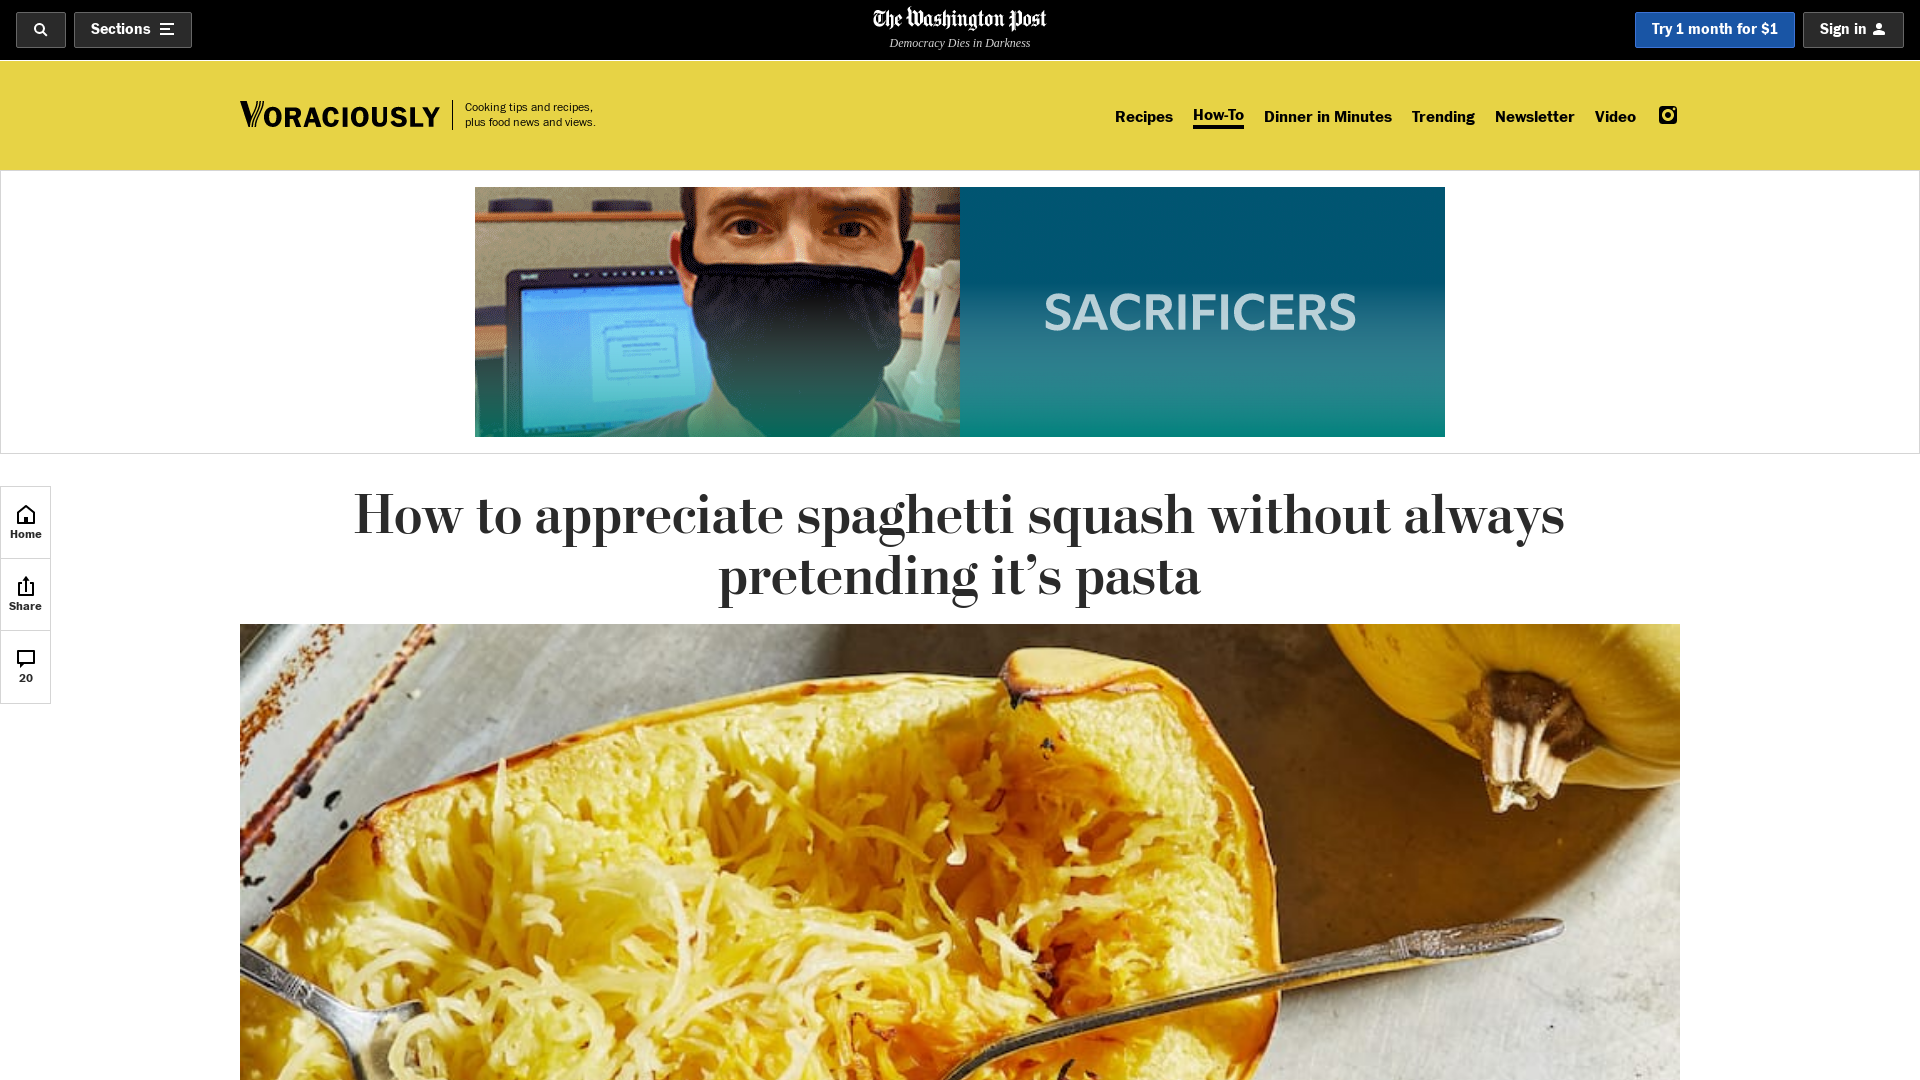 Sections
The Washington Post
Democracy Dies in Darkness
Try 1 month for $1
Sign in
VORACIOUSLY
Cooking tips and recipes,
plus food news and views.
Recipes
How-To
Dinner in Minutes
Trending
Newsletter
Video
SACRIFICERS
Home
Share
20
How to appreciate spaghetti squash without always
pretending it’s pasta